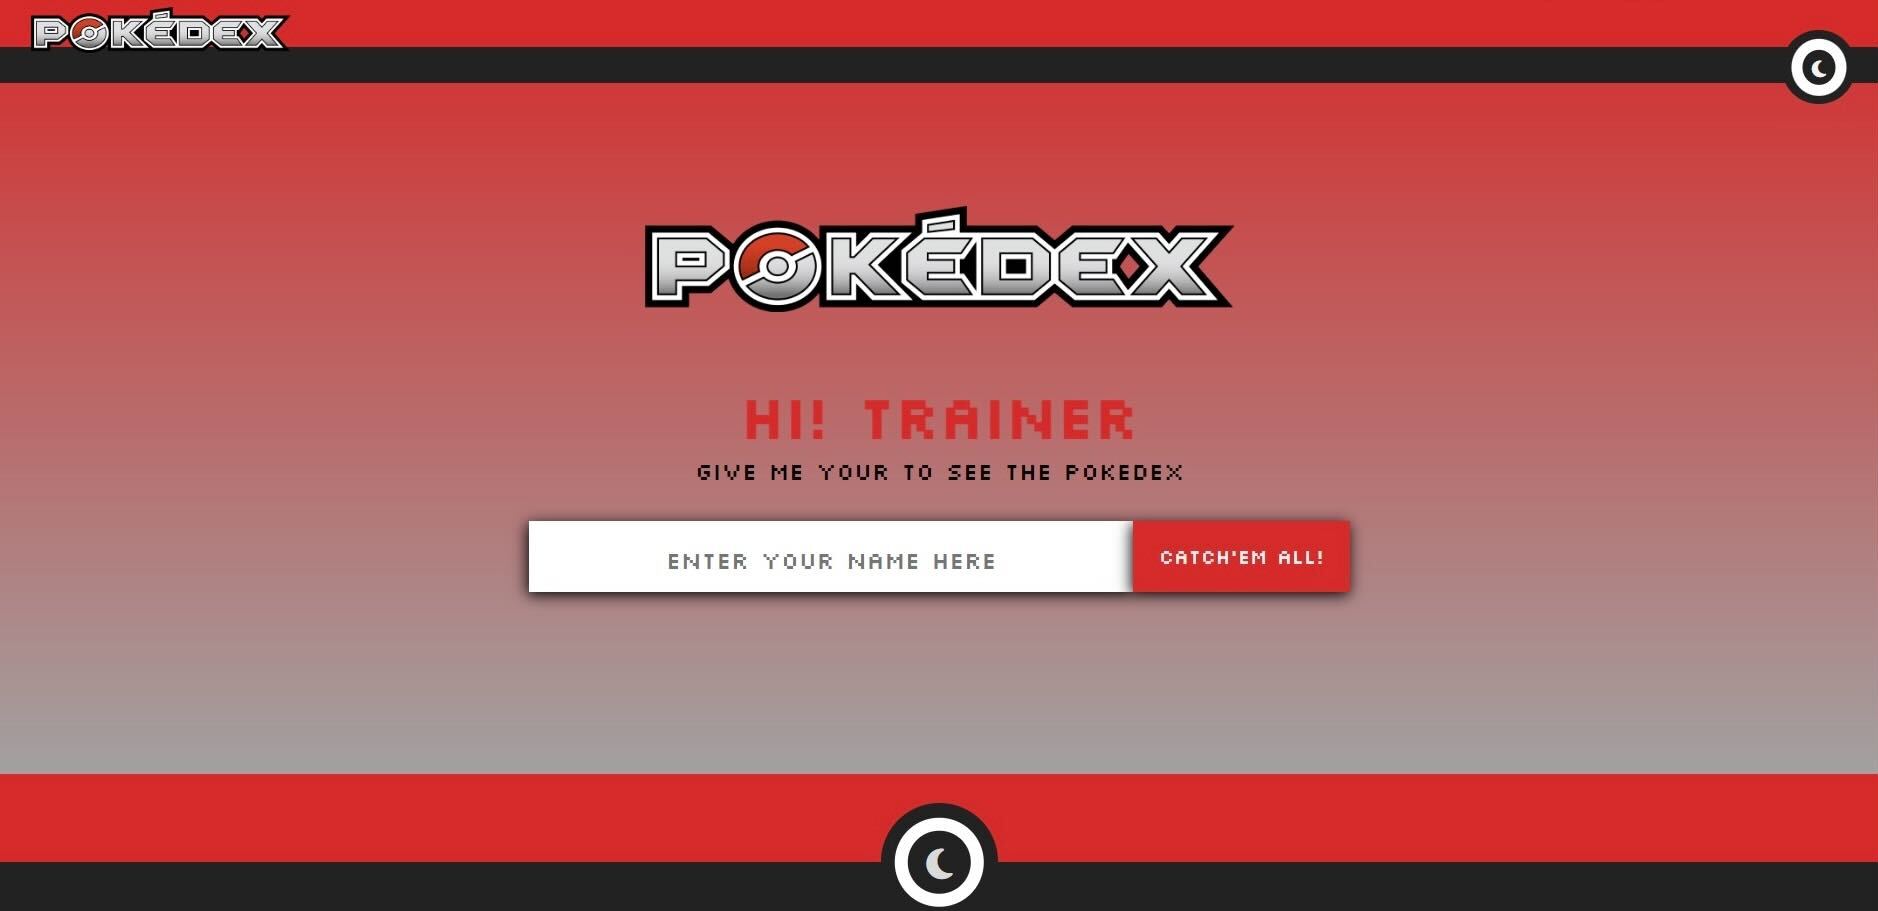 POKÉDEX
POKÉDEX
HI! TRAINER
GIVE ME YOUR TO SEE THE POKEDEX
ENTER YOUR NAME HERE
CATCH'EM ALL!